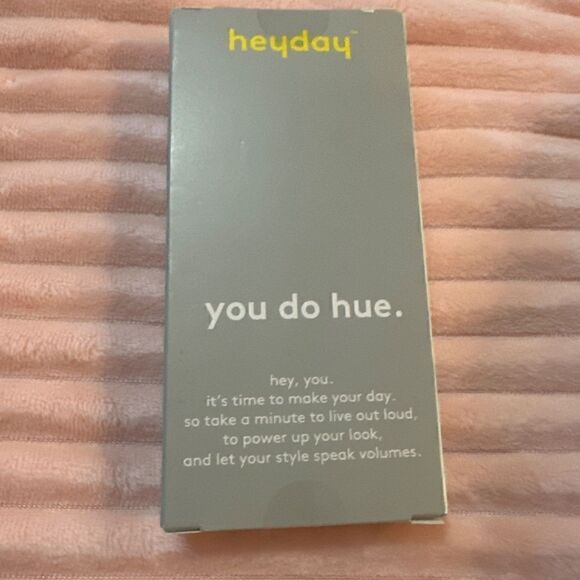 heyday™
you do hue.
hey, you.
it's time to make your day.
so take a minute to live out loud,
to power up your look,
and let your style speak volumes.